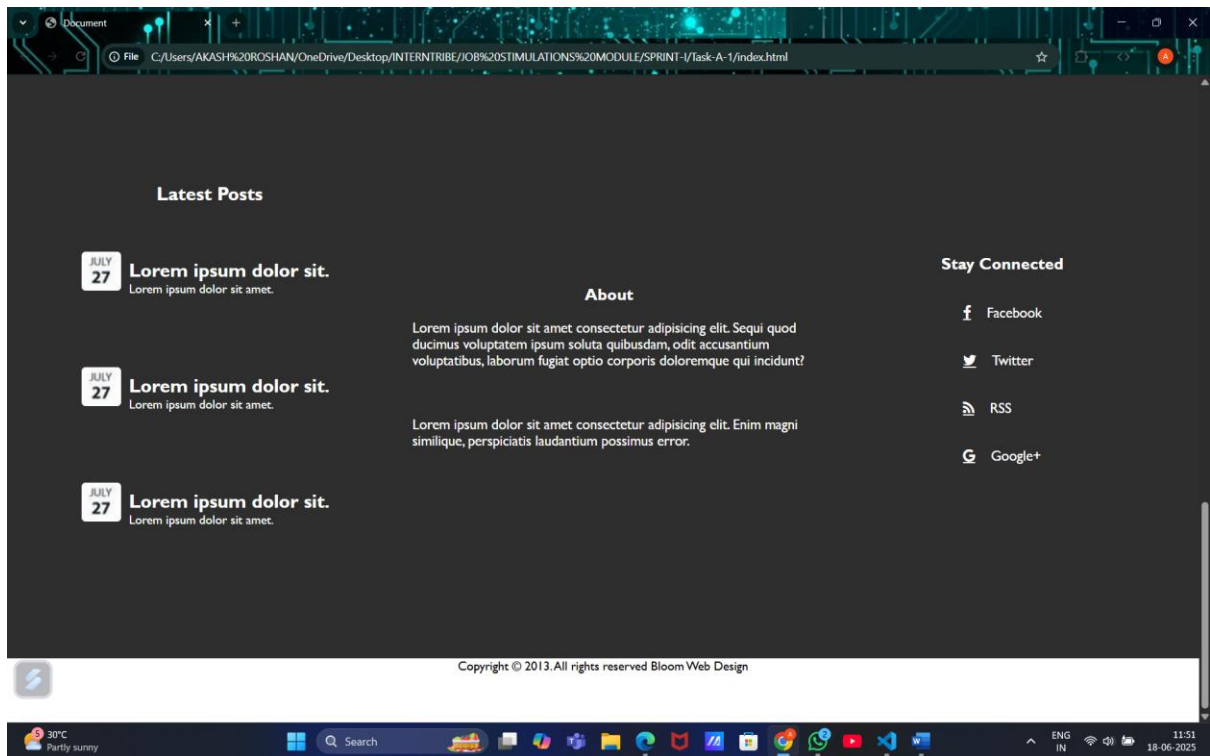 Document
File C:/Users/AKASH%20ROSHAN/OneDrive/Desktop/INTERNTRIBE/JOB%20STIMULATIONS%20MODULE/SPRINT-I/Task-A-1/index.html
A
Latest Posts
JULY
27
Lorem ipsum dolor sit.
Lorem ipsum dolor sit amet.
JULY
27
Lorem ipsum dolor sit.
Lorem ipsum dolor sit amet.
JULY
27
Lorem ipsum dolor sit.
Lorem ipsum dolor sit amet.
About
Lorem ipsum dolor sit amet consectetur adipisicing elit. Sequi quod
ducimus voluptatem ipsum soluta quibusdam, odit accusantium
voluptatibus, laborum fugiat optio corporis doloremque qui incidunt?
Lorem ipsum dolor sit amet consectetur adipisicing elit. Enim magni
similique, perspiciatis laudantium possimus error.
Stay Connected
Facebook
Twitter
RSS
Google+
Copyright © 2013. All rights reserved Bloom Web Design
5
30°C
Partly sunny
Search
2
ENG
IN
11:51
18-06-2025